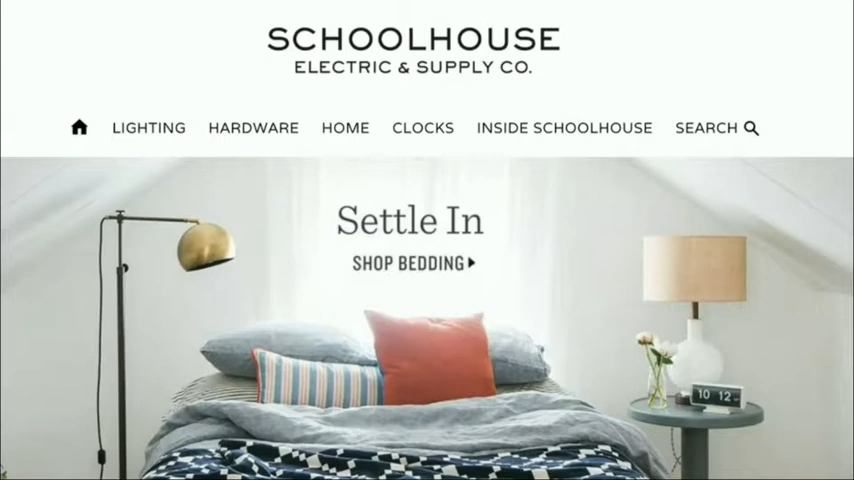 SCHOOLHOUSE
ELECTRIC & SUPPLY CO.
LIGHTING HARDWARE HOME CLOCKS INSIDE SCHOOLHOUSE SEARCH
Settle In
SHOP BEDDING
10 12